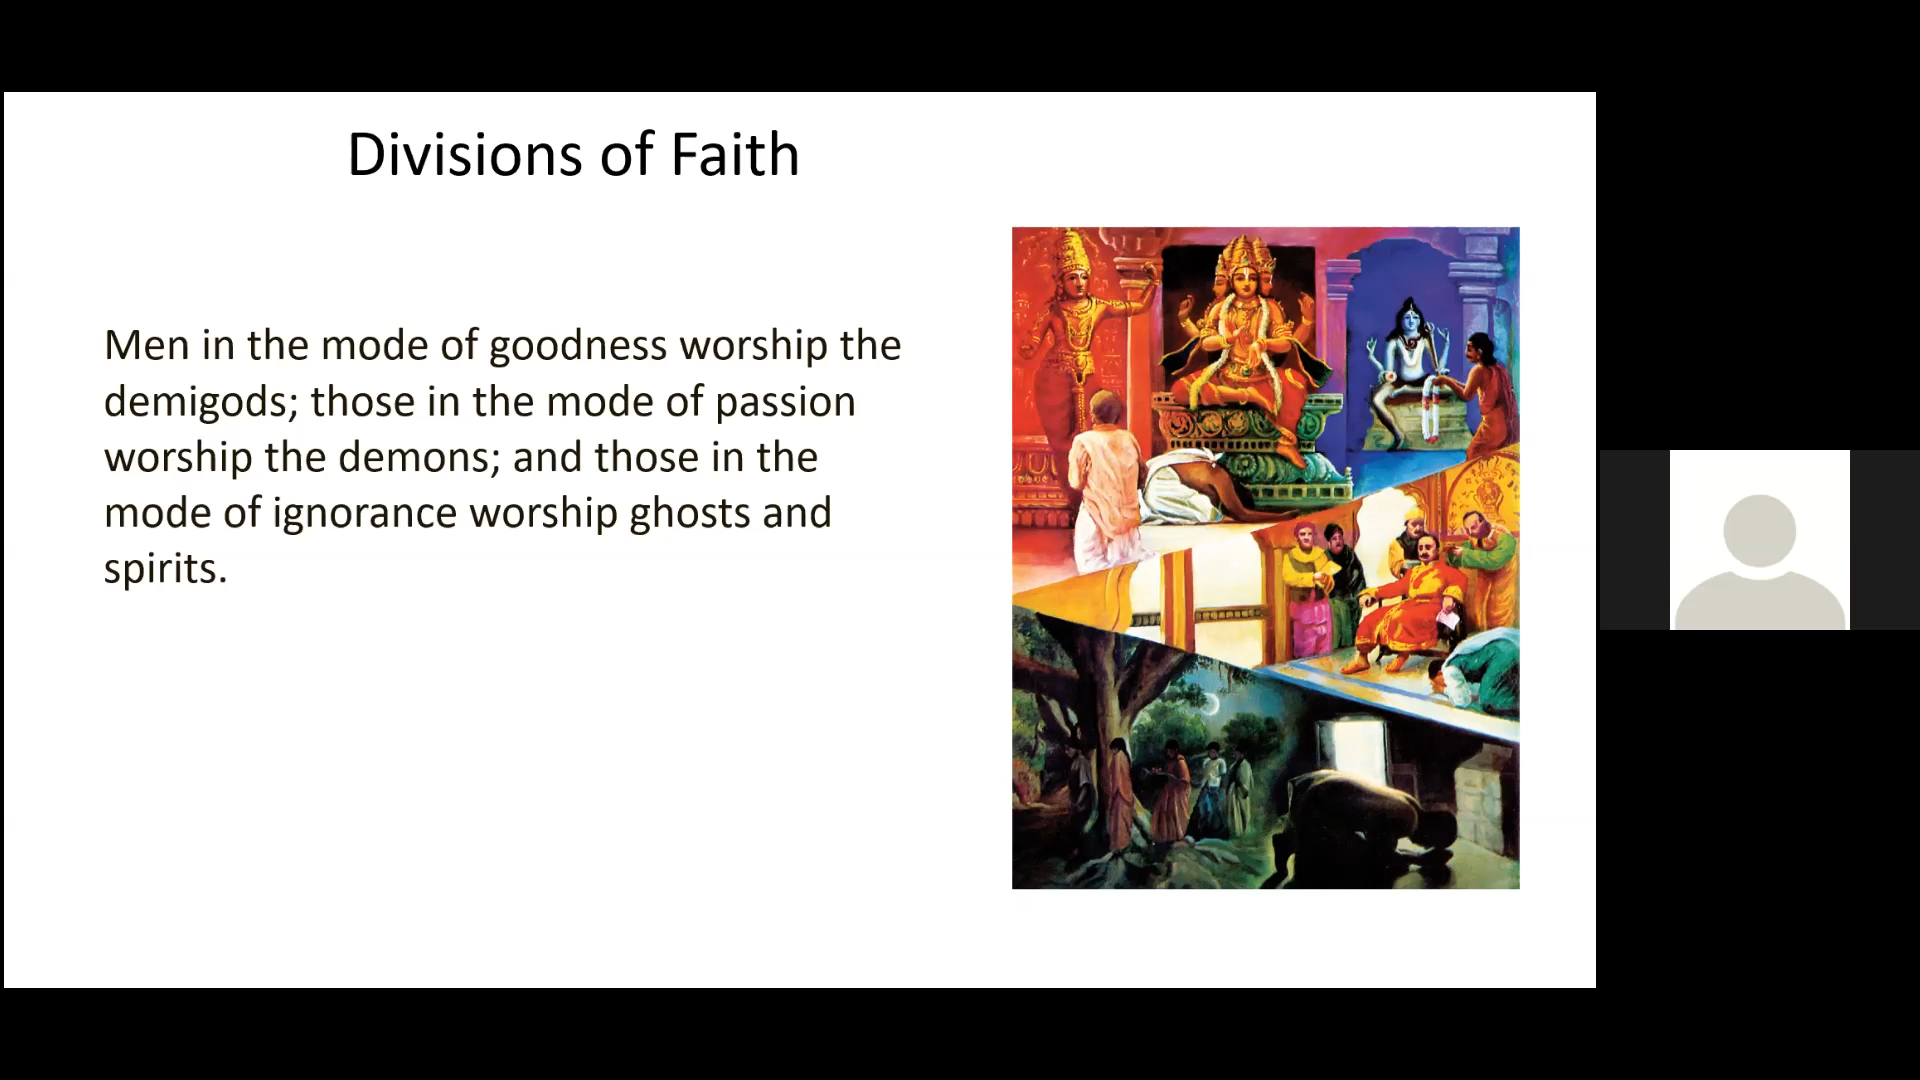 Divisions of Faith
Men in the mode of goodness worship the
demigods; those in the mode of passion
worship the demons; and those in the
mode of ignorance worship ghosts and
spirits.